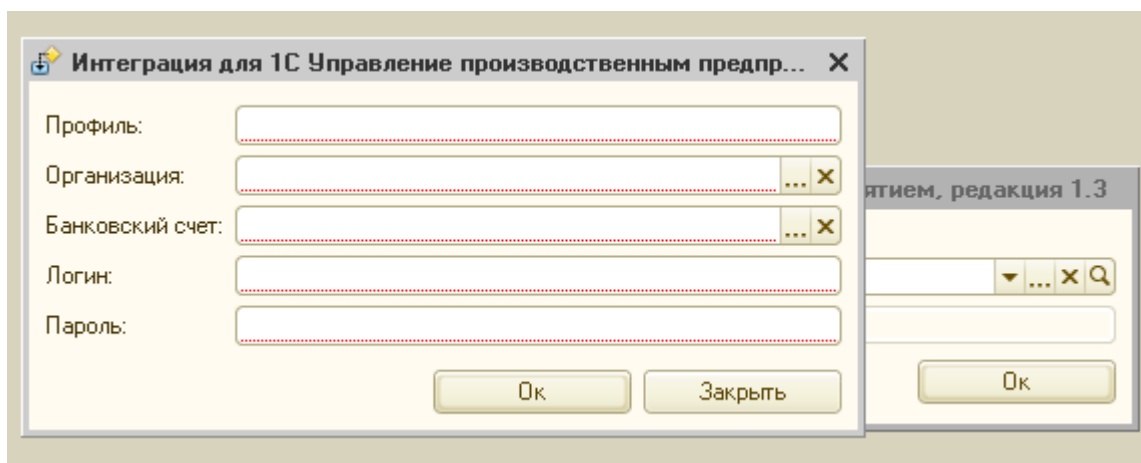 Интеграция для 1С Управление производственным предпр...
Профиль:
Организация:
ятием, редакция 1.3
Банковский счет:
Логин:
Пароль:
Ок
Закрыть
Ок